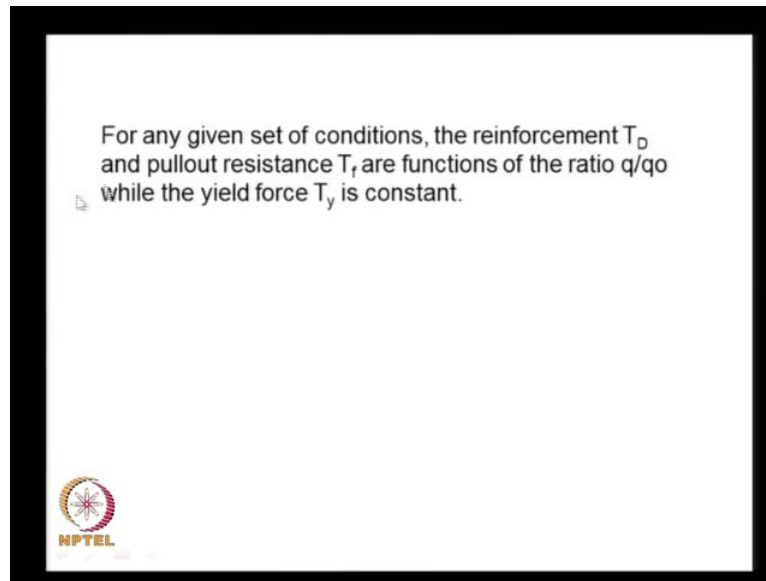 For any given set of conditions, the reinforcement T_D
and pullout resistance T_f are functions of the ratio q/qo
while the yield force T_y is constant.
NPTEL